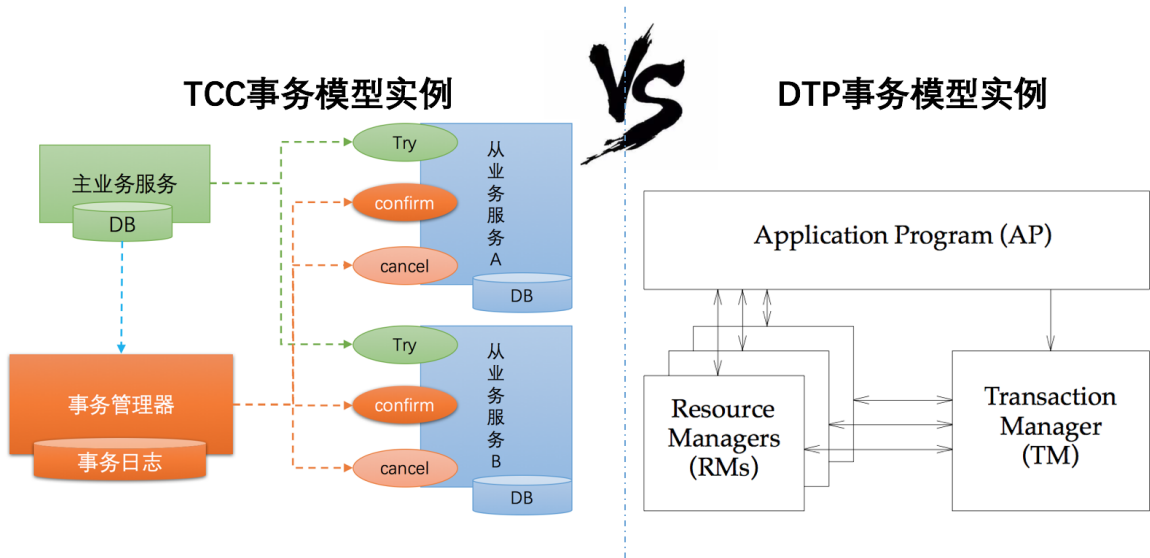 VS
TCC事务模型实例
DTP事务模型实例
主业务服务
DB
事务管理器
事务日志
Try
confirm
cancel
从业务服务A
DB
Try
confirm
cancel
从业务服务B
DB
Application Program (AP)
Resource
Managers
(RMs)
Transaction
Manager
(TM)